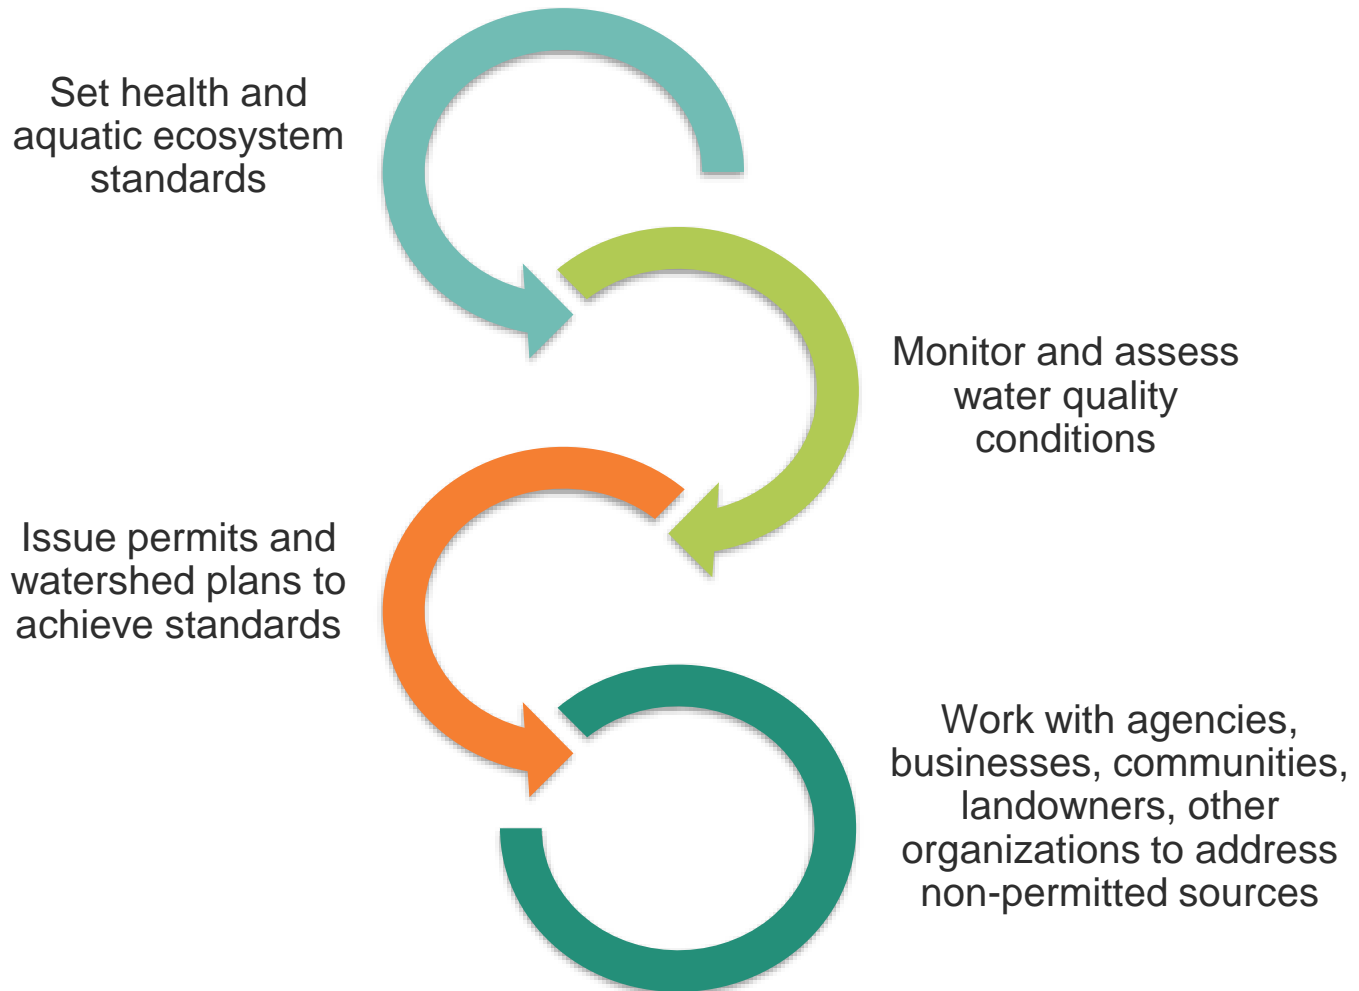 Set health and
aquatic ecosystem
standards
Monitor and assess
water quality
conditions
Issue permits and
watershed plans to
achieve standards
Work with agencies,
businesses, communities,
landowners, other
organizations to address
non-permitted sources